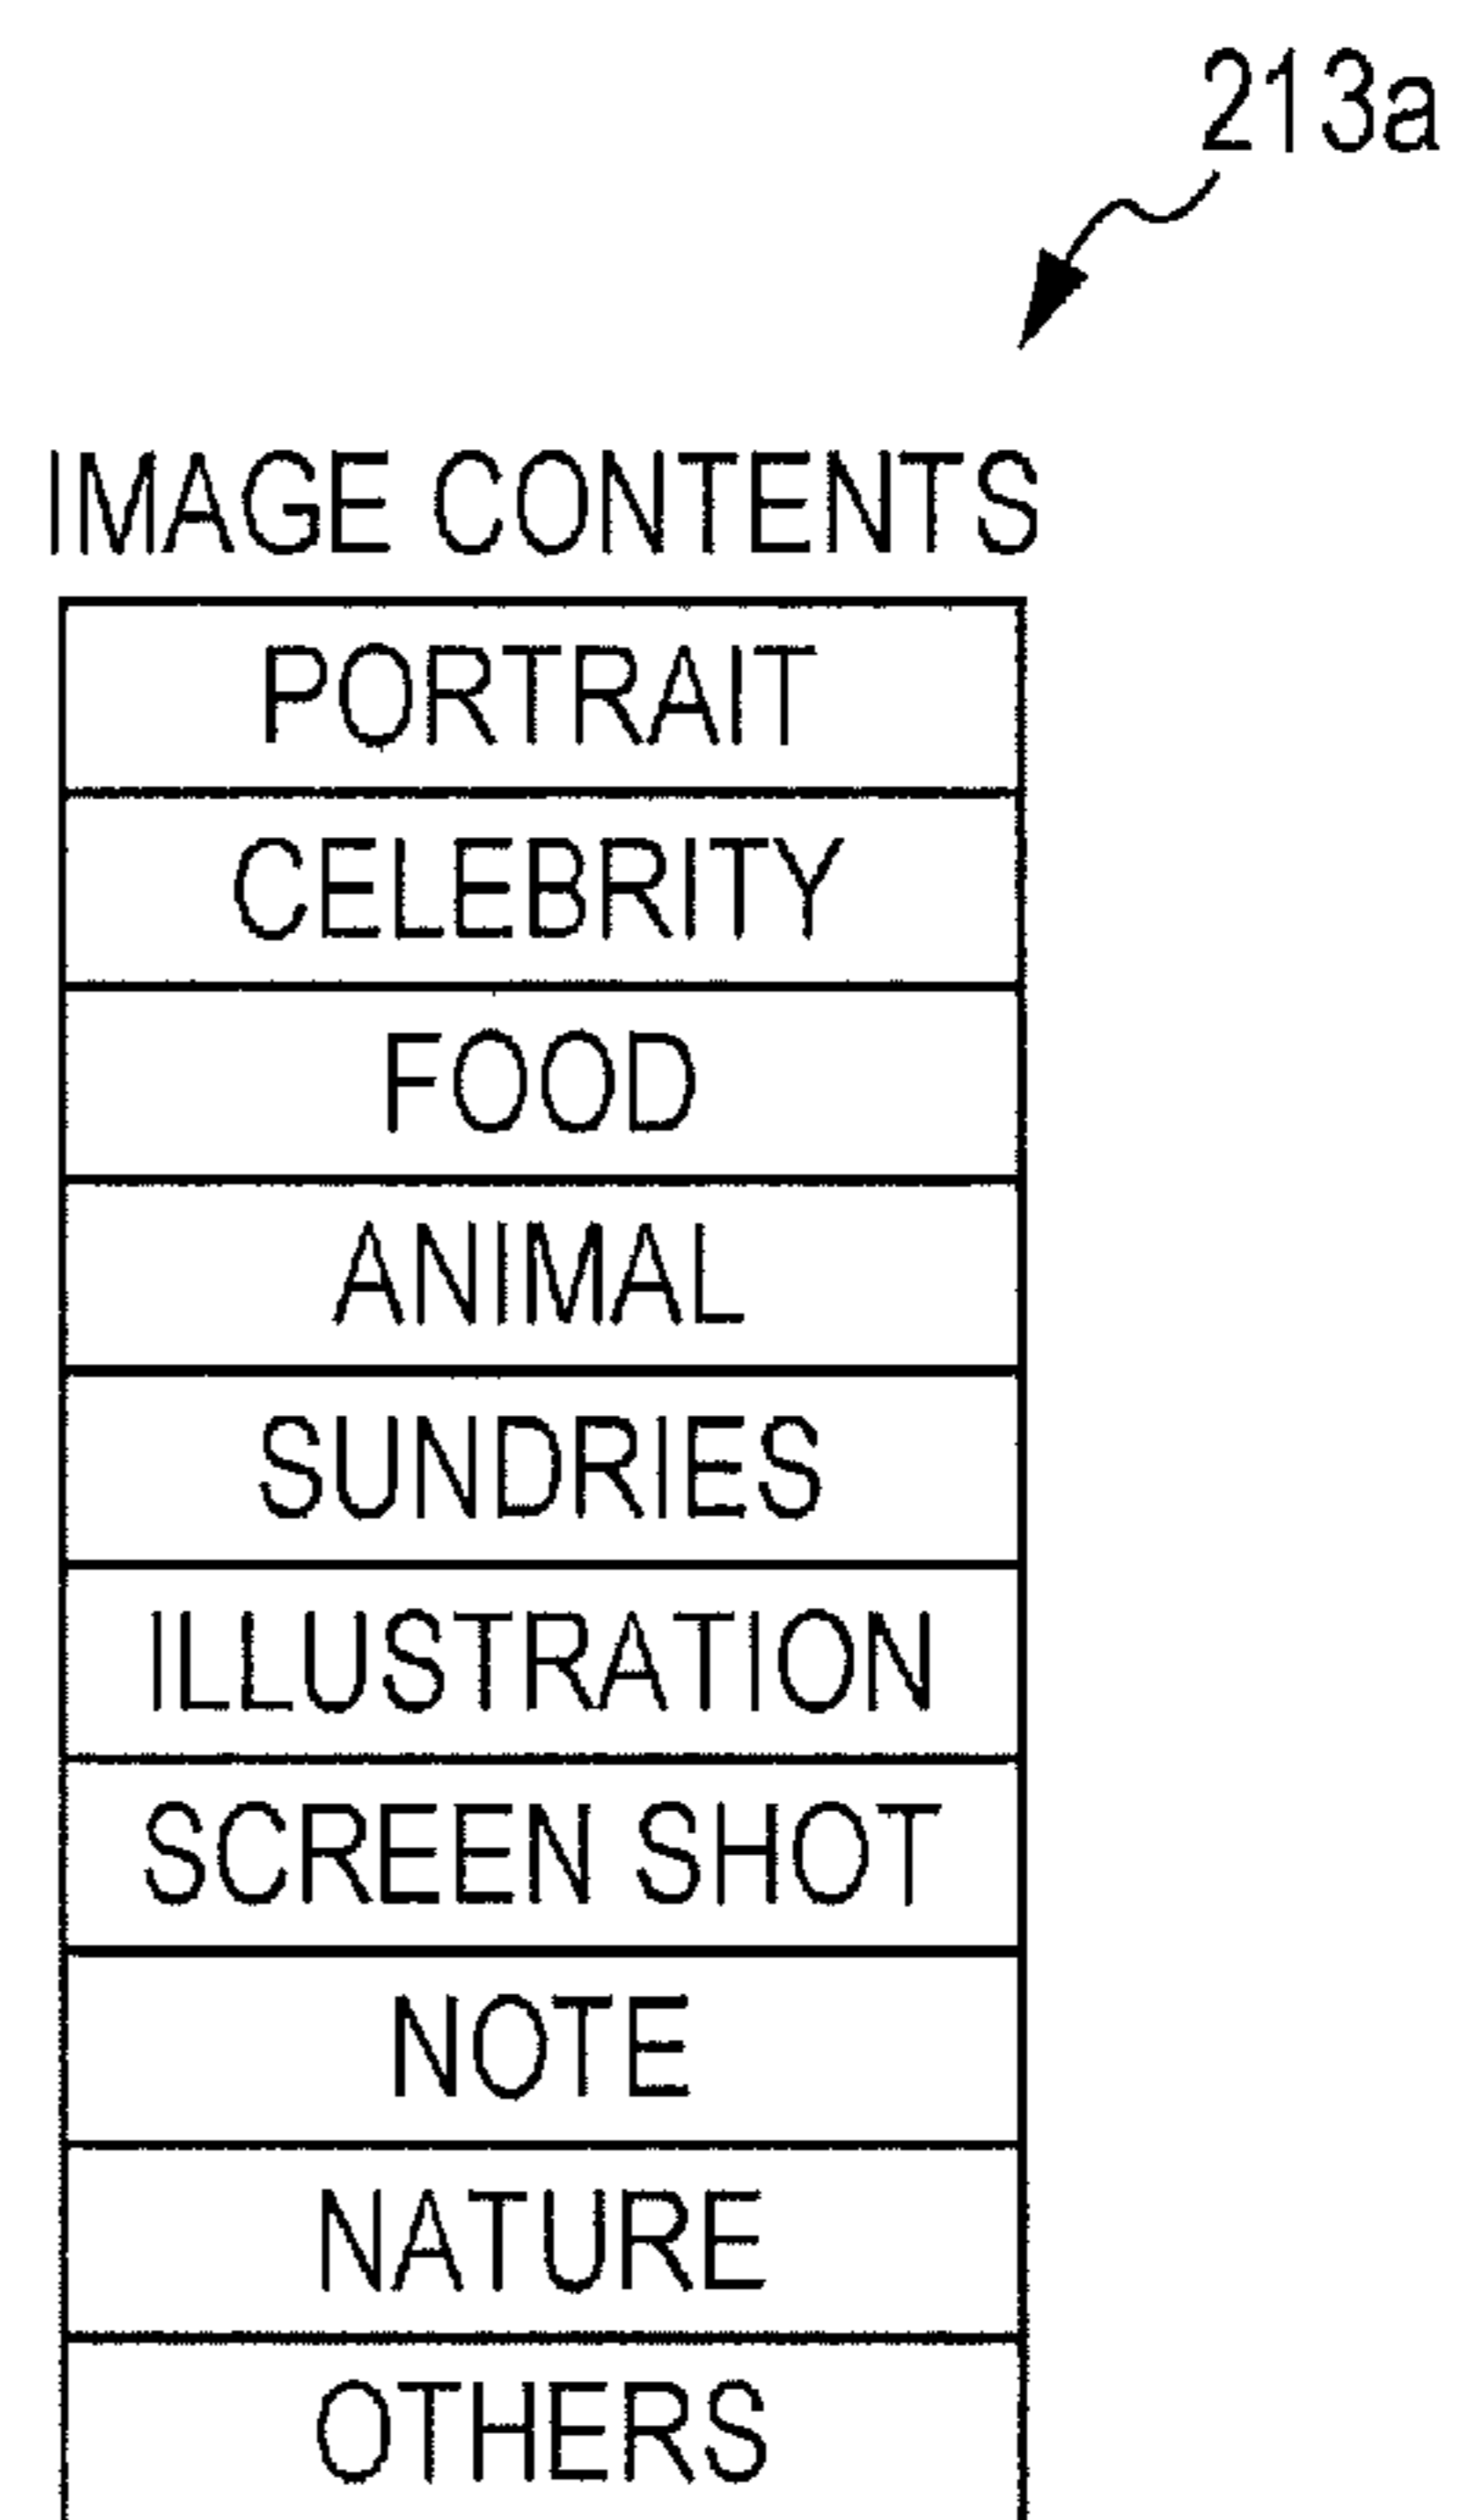 213a
IMAGE CONTENTS
PORTRAIT
CELEBRITY
FOOD
ANIMAL
SUNDRIES
ILLUSTRATION
SCREEN SHOT
NOTE
NATURE
OTHERS